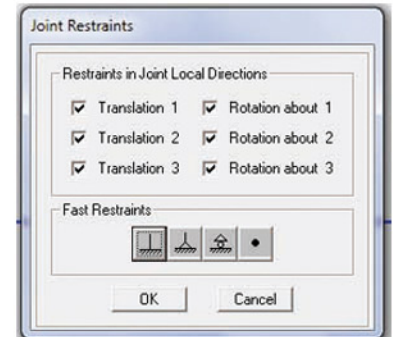 Joint Restraints
Restraints in Joint Local Directions
Translation 1 Rotation about 1
Translation 2 Rotation about 2
Translation 3 Rotation about 3
Fast Restraints
OK Cancel